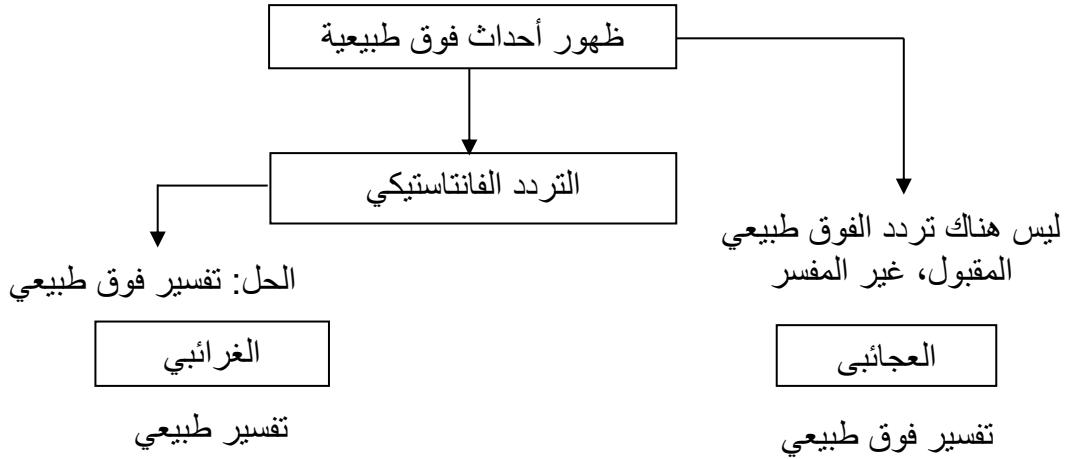 ظهور أحداث فوق طبيعية
التردد الفانتاستيكي
ليس هناك تردد الفوق طبيعي
المقبول، غير المفسر
العجائبى
تفسير فوق طبيعي
الحل: تفسير فوق طبيعي
الغرائبي
تفسير طبيعي